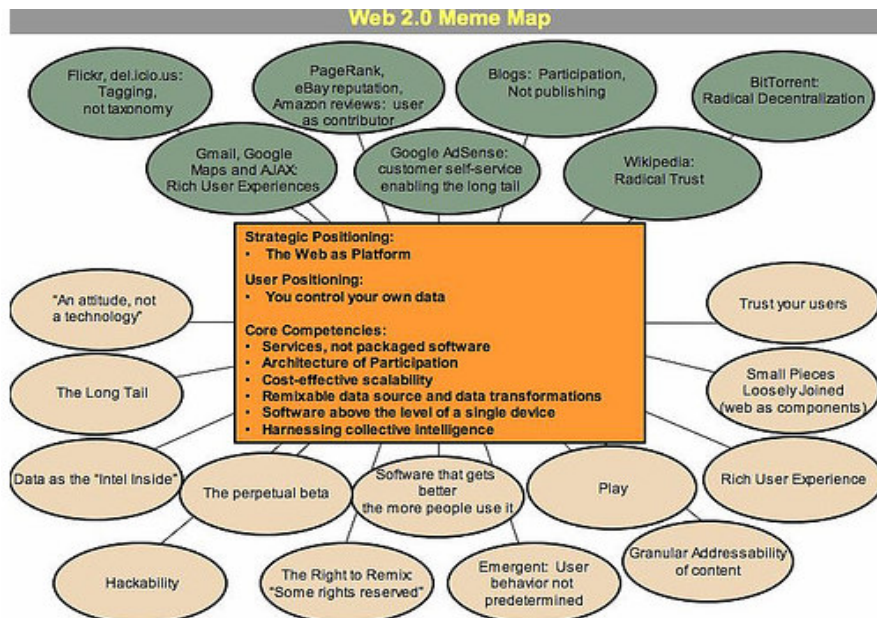 Web 2.0 Meme Map
Flickr, del.icio.us:
Tagging,
not taxonomy
PageRank,
eBay reputation,
Amazon reviews: user
as contributor
Blogs: Participation,
Not publishing
BitTorrent:
Radical Decentralization
Gmail, Google
Maps and AJAX:
Rich User Experiences
Google AdSense:
customer self-service
enabling the long tail
Wikipedia:
Radical Trust
Strategic Positioning:
• The Web as Platform
User Positioning:
• You control your own data
Core Competencies:
• Services, not packaged software
• Architecture of Participation
• Cost-effective scalability
• Remixable data source and data transformations
• Software above the level of a single device
• Harnessing collective intelligence
"An attitude, not
a technology"
Trust your users
The Long Tail
Small Pieces
Loosely Joined
(web as components)
Data as the "Intel Inside"
The perpetual beta
Software that gets
better
the more people use it
Play
Rich User Experience
Hackability
The Right to Remix:
"Some rights reserved"
Emergent: User
behavior not
predetermined
Granular Addressability
of content